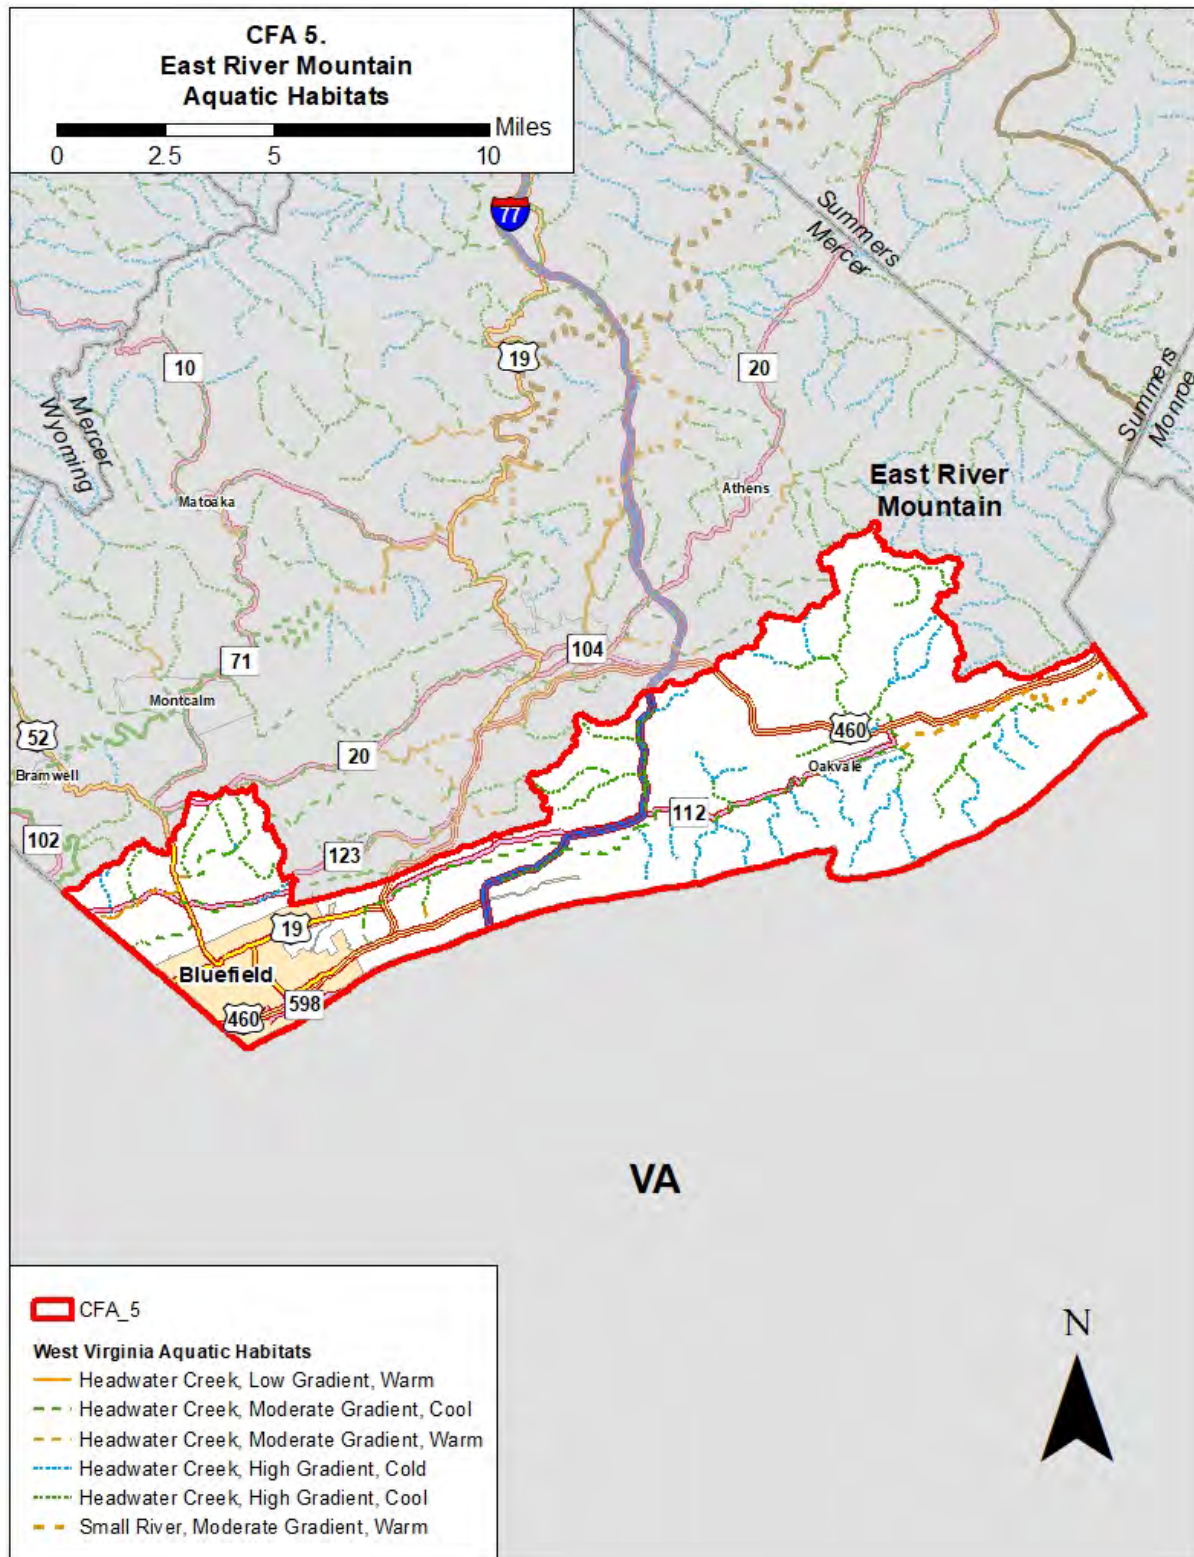 CFA 5.
East River Mountain
Aquatic Habitats
Miles
0 2.5 5 10
77
Summers
Mercer
19
10
20
Mercer
Wyoming
Summers
Monroe
Matoaka
Athens
East River
Mountain
104
71
Montcalm
52
20
460
Bramwell
Oakvale
112
102
123
19
Bluefield
598
460
VA
N
CFA_5
West Virginia Aquatic Habitats
Headwater Creek, Low Gradient, Warm
Headwater Creek, Moderate Gradient, Cool
Headwater Creek, Moderate Gradient, Warm
Headwater Creek, High Gradient, Cold
Headwater Creek, High Gradient, Cool
Small River, Moderate Gradient, Warm